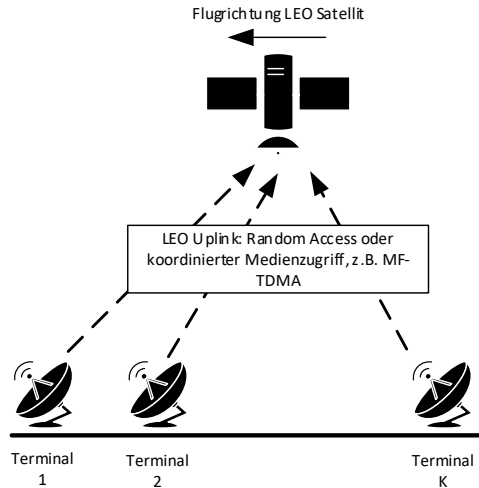 Flugrichtung LEO Satellit
LEO Uplink: Random Access oder
koordinierter Medienzugriff, z.B. MF-
TDMA
Terminal
1
Terminal
2
Terminal
K